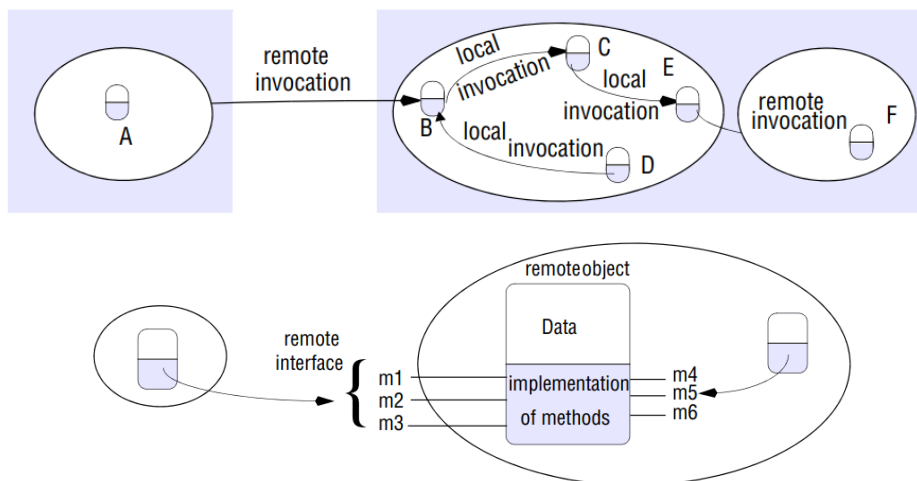 remote
invocation
A
local
invocation
C
E
local
invocation
B
local
invocation
D
remote
invocation
F
remoteobject
Data
remote
interface
{
m1
m2
m3
implementation
of methods
m4
m5
m6